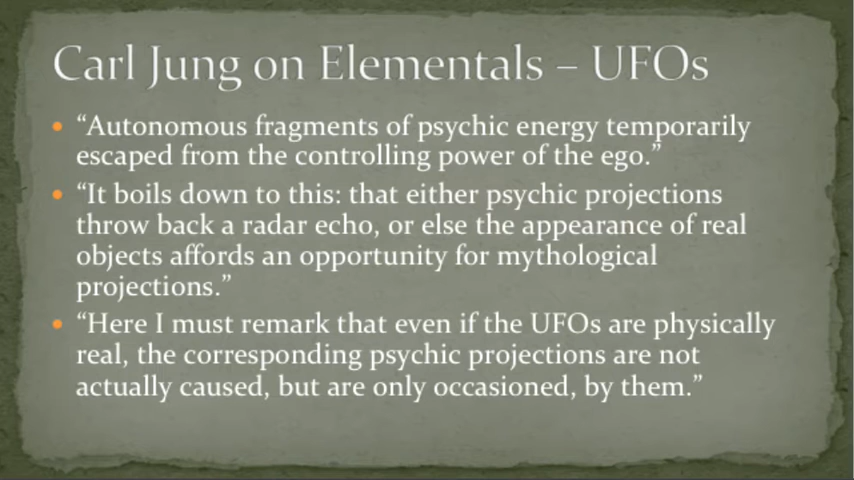 Carl Jung on Elementals – UFOs
• “Autonomous fragments of psychic energy temporarily
escaped from the controlling power of the ego.”
• “It boils down to this: that either psychic projections
throw back a radar echo, or else the appearance of real
objects affords an opportunity for mythological
projections.”
• “Here I must remark that even if the UFOs are physically
real, the corresponding psychic projections are not
actually caused, but are only occasioned, by them.”